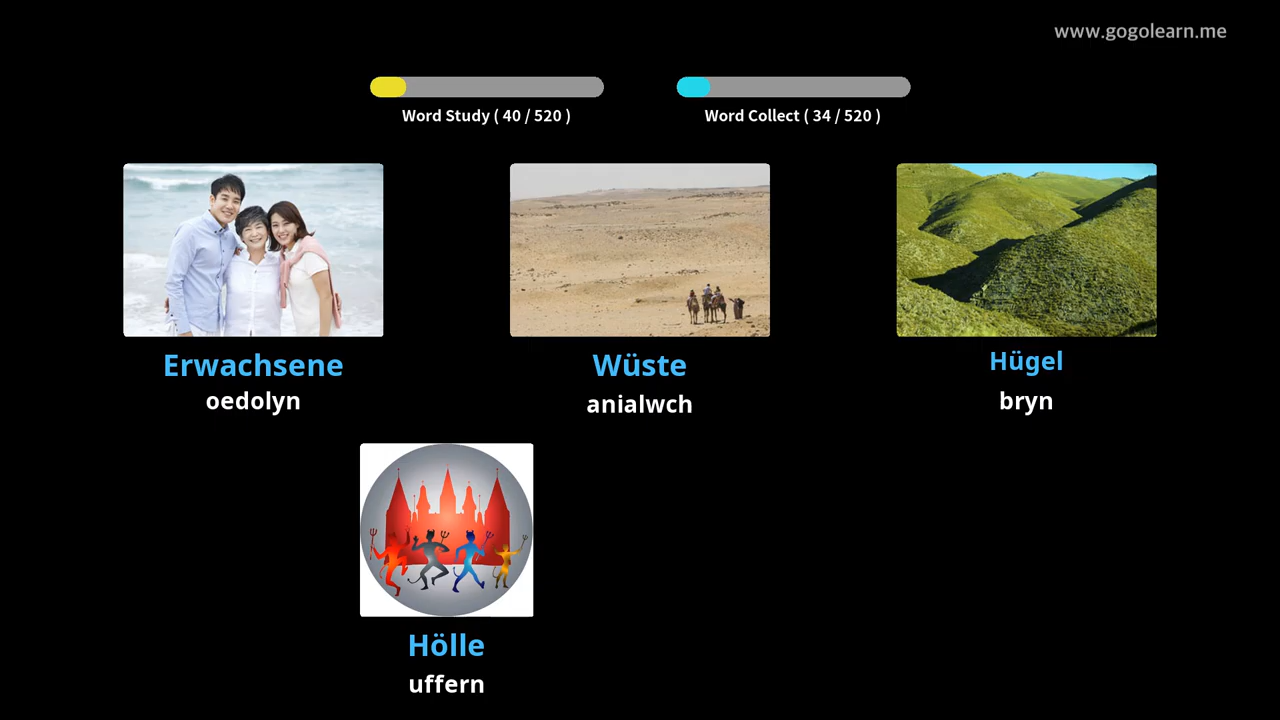 www.gogolearn.me
Word Study ( 40 / 520 )
Word Collect ( 34 / 520 )
Erwachsene
oedolyn
Wüste
anialwch
Hügel
bryn
Hölle
uffern